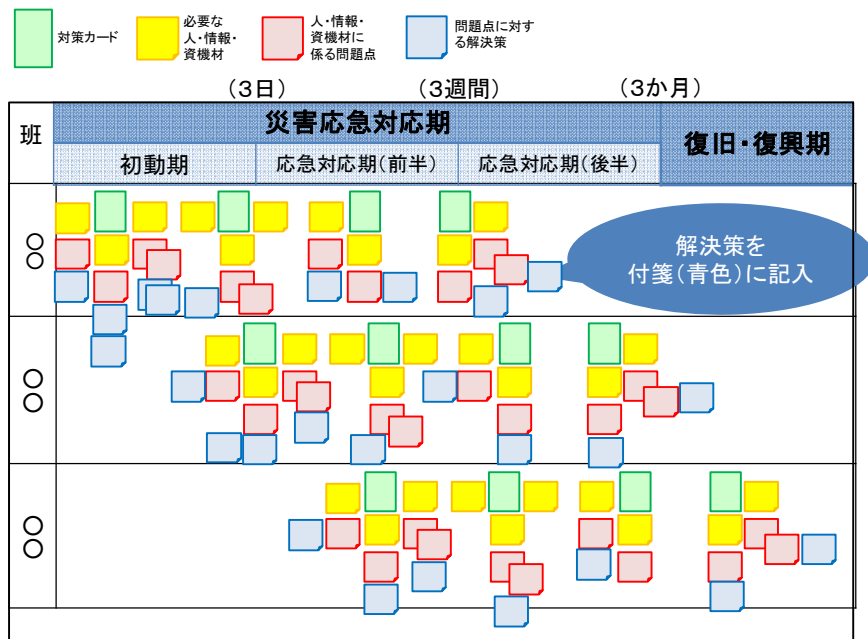 対策カード
必要な
人・情報・
資機材
人・情報・
資機材に
係る問題点
問題点に対す
る解決策
(3日)
(3週間)
(3か月)
班
災害応急対応期
復旧・復興期
初動期
応急対応期(前半)
応急対応期(後半)
○○
解決策を
付箋(青色)に記入
○○
○○